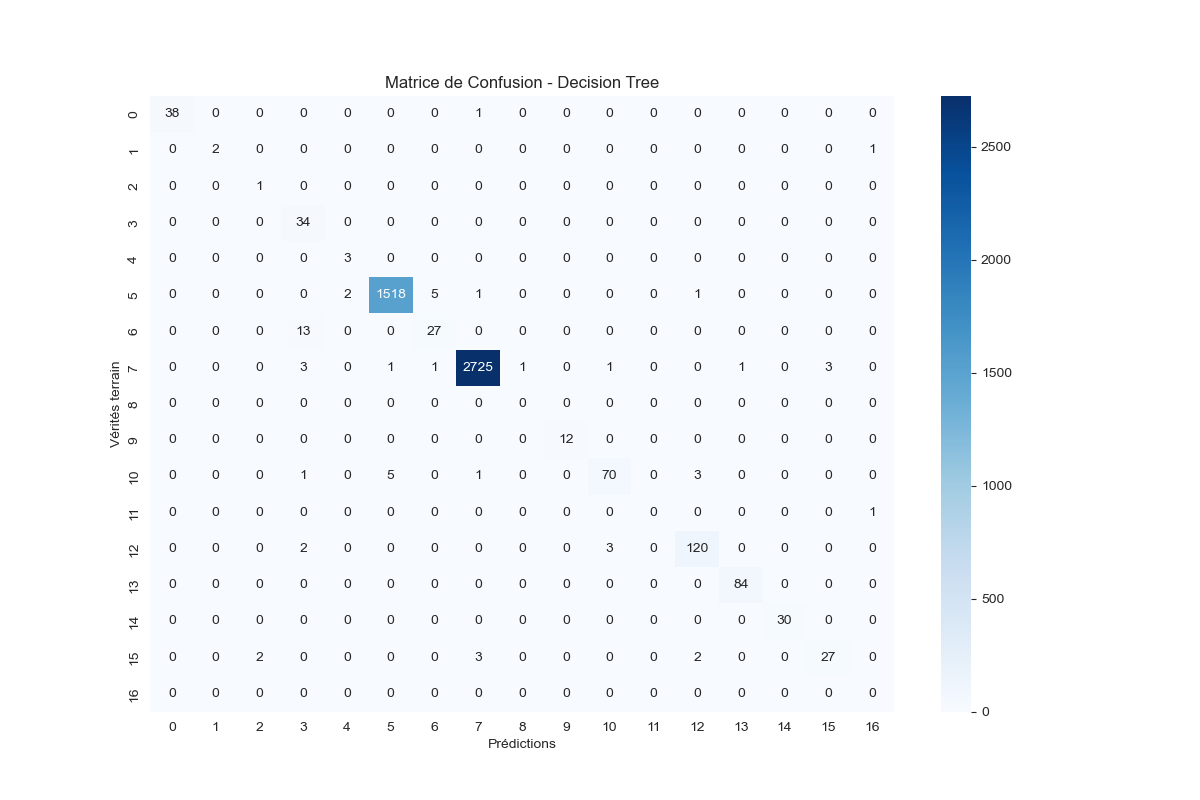 Matrice de Confusion - Decision Tree
0 38 0 0 0 0 0 0 1 0 0 0 0 0 0 0 0 0
1 0 2 0 0 0 0 0 0 0 0 0 0 0 0 0 0 1
2 0 0 1 0 0 0 0 0 0 0 0 0 0 0 0 0 0
3 0 0 0 34 0 0 0 0 0 0 0 0 0 0 0 0 0
4 0 0 0 0 3 0 0 0 0 0 0 0 0 0 0 0 0
5 0 0 0 0 2 1518 5 1 0 0 0 0 1 0 0 0 0
6 0 0 0 13 0 0 27 0 0 0 0 0 0 0 0 0 0
7 0 0 0 3 0 1 1 2725 1 0 1 0 0 1 0 3 0
8 0 0 0 0 0 0 0 0 0 0 0 0 0 0 0 0 0
9 0 0 0 0 0 0 0 0 0 12 0 0 0 0 0 0 0
10 0 0 0 1 0 5 0 1 0 0 70 0 3 0 0 0 0
11 0 0 0 0 0 0 0 0 0 0 0 0 0 0 0 0 1
12 0 0 0 2 0 0 0 0 0 0 3 0 120 0 0 0 0
13 0 0 0 0 0 0 0 0 0 0 0 0 0 84 0 0 0
14 0 0 0 0 0 0 0 0 0 0 0 0 0 0 30 0 0
15 0 0 2 0 0 0 0 3 0 0 0 0 2 0 0 27 0
16 0 0 0 0 0 0 0 0 0 0 0 0 0 0 0 0 0
0 1 2 3 4 5 6 7 8 9 10 11 12 13 14 15 16
Prédictions
Vérités terrain
2500
2000
1500
1000
500
0